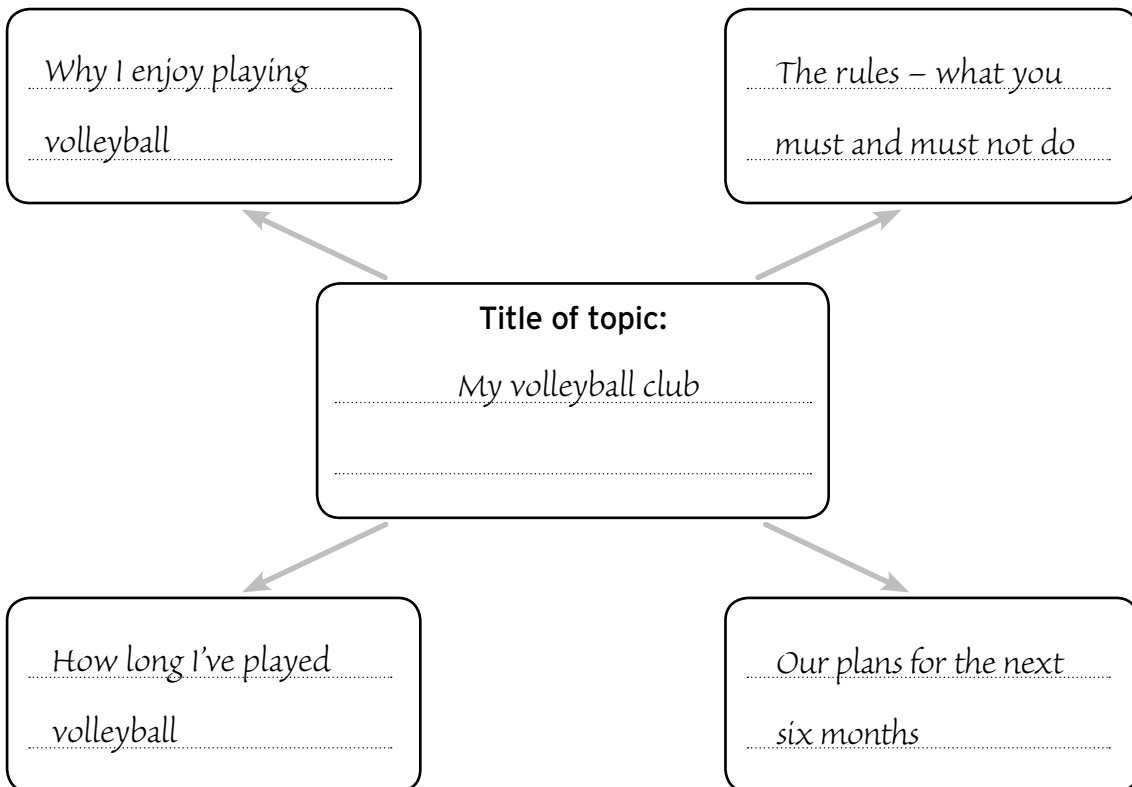 Why I enjoy playing
volleyball
The rules – what you
must and must not do
Title of topic:
My volleyball club
How long I've played
volleyball
Our plans for the next
six months